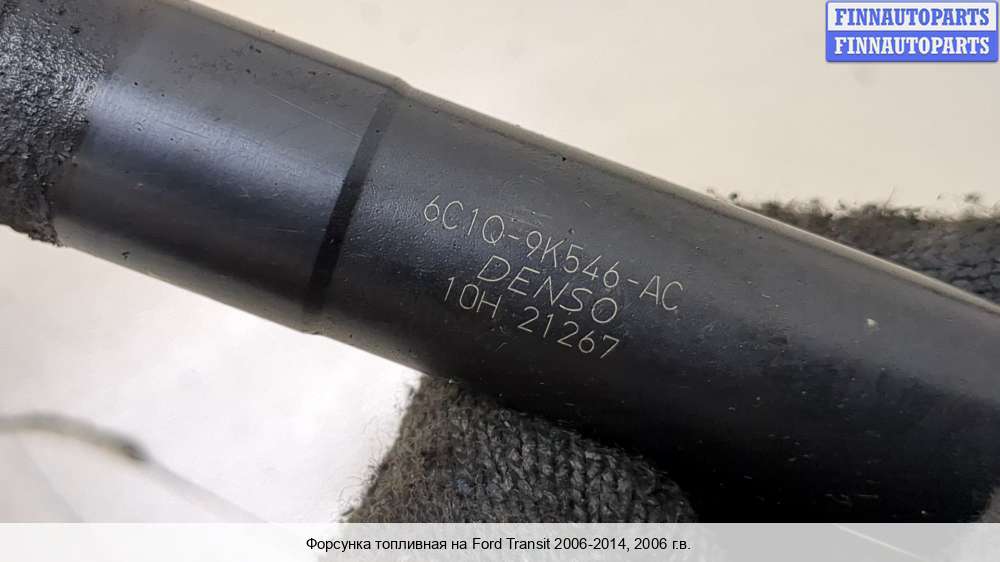 FINNAUTOPARTS
FINNAUTOPARTS
6C1Q-9K546-AC
DENSO
10H 21267
Форсунка топливная на Ford Transit 2006-2014, 2006 г.в.